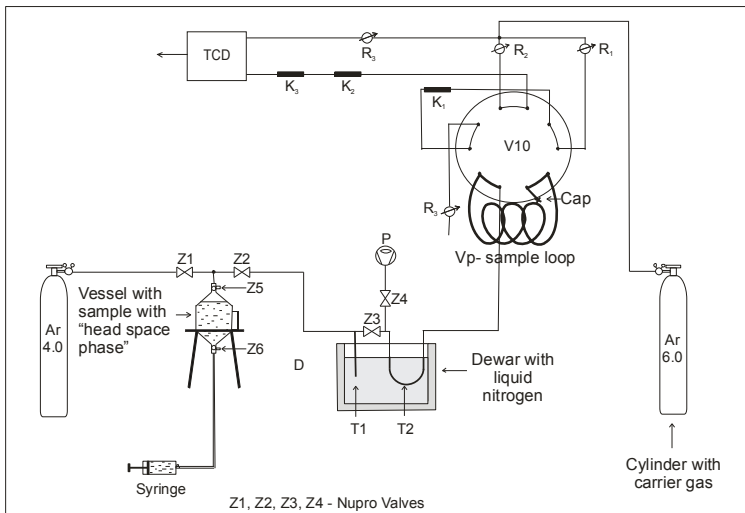 TCD
R₃
R₂
R₁
K₃
K₂
K₁
V10
Cap
R₃
Vp- sample loop
P
Z1
Z2
Z4
Z5
Vessel with
sample with
“head space
phase”
Z3
Z6
Ar
4.0
Ar
6.0
D
Dewar with
liquid
nitrogen
T1
T2
Cylinder with
carrier gas
Syringe
Z1, Z2, Z3, Z4 - Nupro Valves